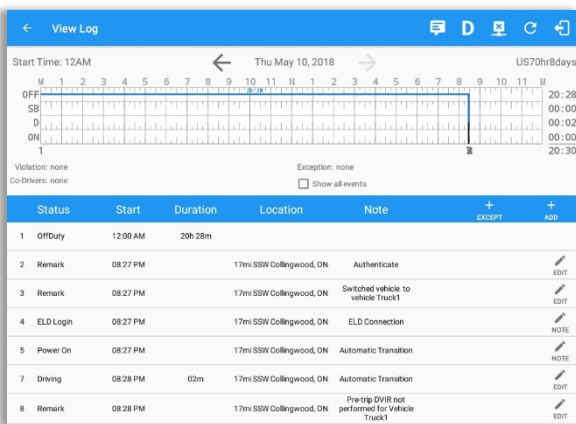 View Log
D
Start Time: 12AM
Thu May 10, 2018
US70hr8days
M 1 2 3 4 5 6 7 8 9 10 11 N 1 2 3 4 5 6 7 8 9 10 11 M
OFF 20:28 20:28
SB 00:00
D 00:02
ON 00:00
1 20:30
Violation: none
Exception: none
Co-Drivers: none
Show all events
Status Start Duration Location Note + EXCEPT + ADD
1 OffDuty 12:00 AM 20h 28m
2 Remark 08:27 PM 17mi SSW Collingwood, ON Authenticate EDIT
3 Remark 08:27 PM 17mi SSW Collingwood, ON Switched vehicle to
vehicle Truck1 EDIT
4 ELD Login 08:27 PM 17mi SSW Collingwood, ON ELD Connection NOTE
5 Power On 08:27 PM 17mi SSW Collingwood, ON Automatic Transition NOTE
7 Driving 08:28 PM 02m 17mi SSW Collingwood, ON Automatic Transition EDIT
8 Remark 08:28 PM 17mi SSW Collingwood, ON Pre-trip DVIR not
performed for Vehicle
Truck1 EDIT